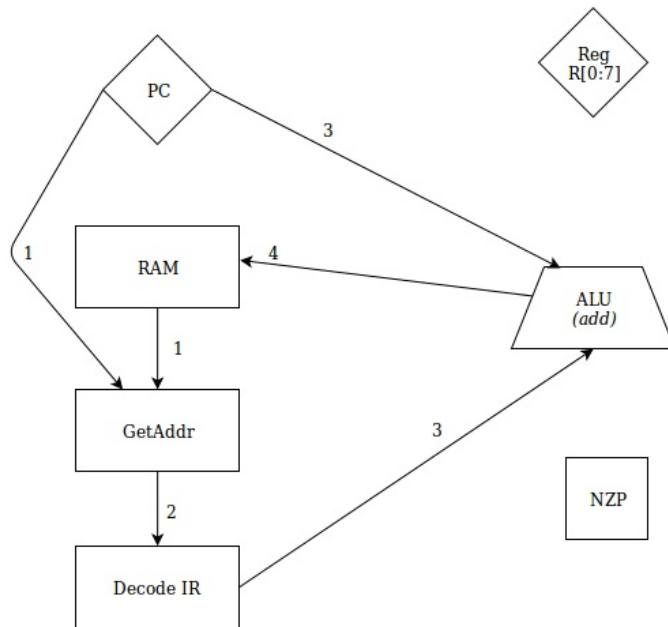 Reg
R[0:7]
PC
3
1
RAM
4
ALU
(add)
1
GetAddr
3
2
NZP
Decode IR